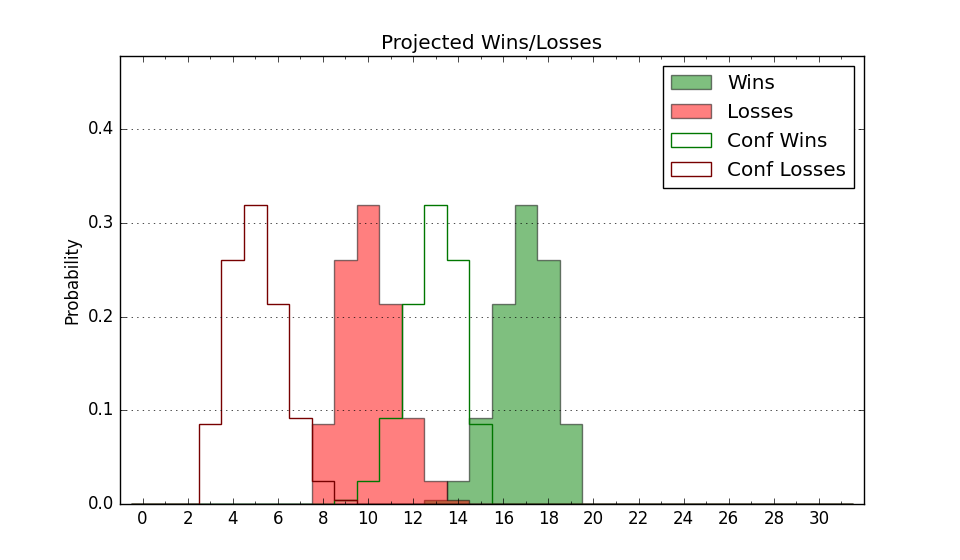 Projected Wins/Losses
Wins
Losses
Conf Wins
Conf Losses
Probability
0.4
0.3
0.2
0.1
0.0
0 2 4 6 8 10 12 14 16 18 20 22 24 26 28 30